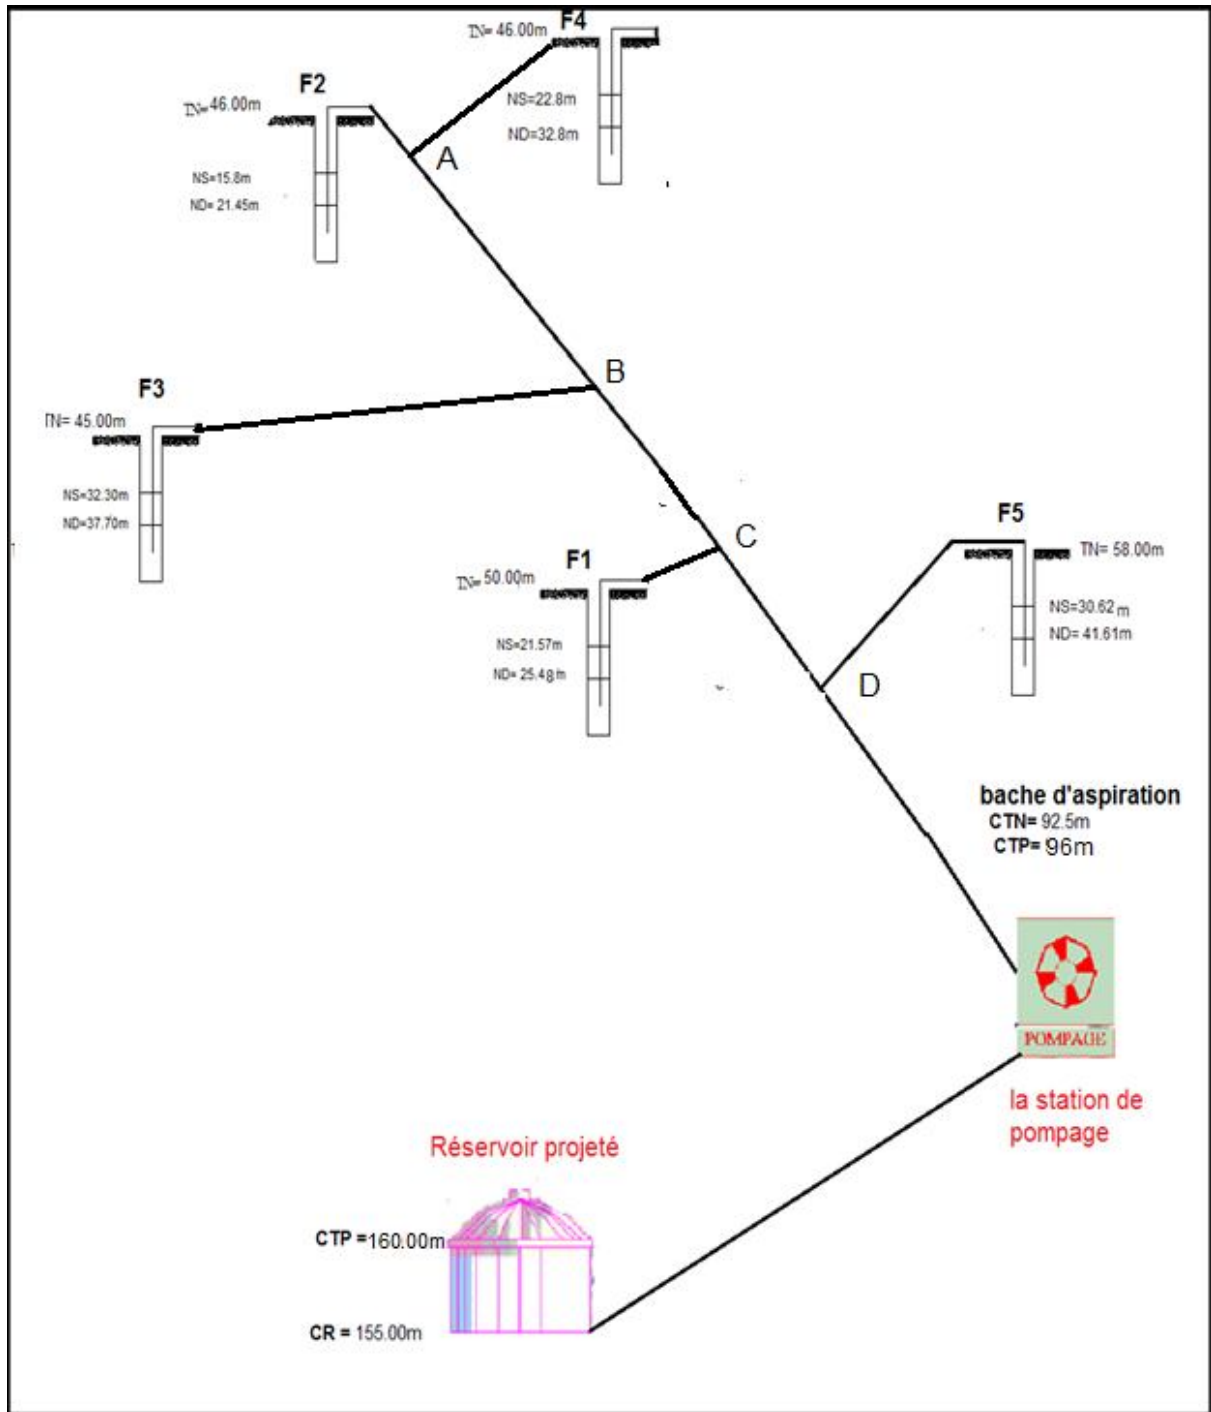 F4
TN= 46.00m
NS=22.8m
ND=32.8m
F2
TN= 46.00m
NS=15.8m
ND= 21.45m
A
B
F3
TN= 45.00m
NS=32.30m
ND=37.70m
C
F1
TN= 50.00m
NS=21.57m
ND= 25.48m
F5
TN= 58.00m
NS=30.62 m
ND= 41.61m
D
bache d'aspiration
CTN= 92.5m
CTP= 96m
POMPAGE
la station de
pompage
Réservoir projeté
CTP =160.00m
CR = 155.00m